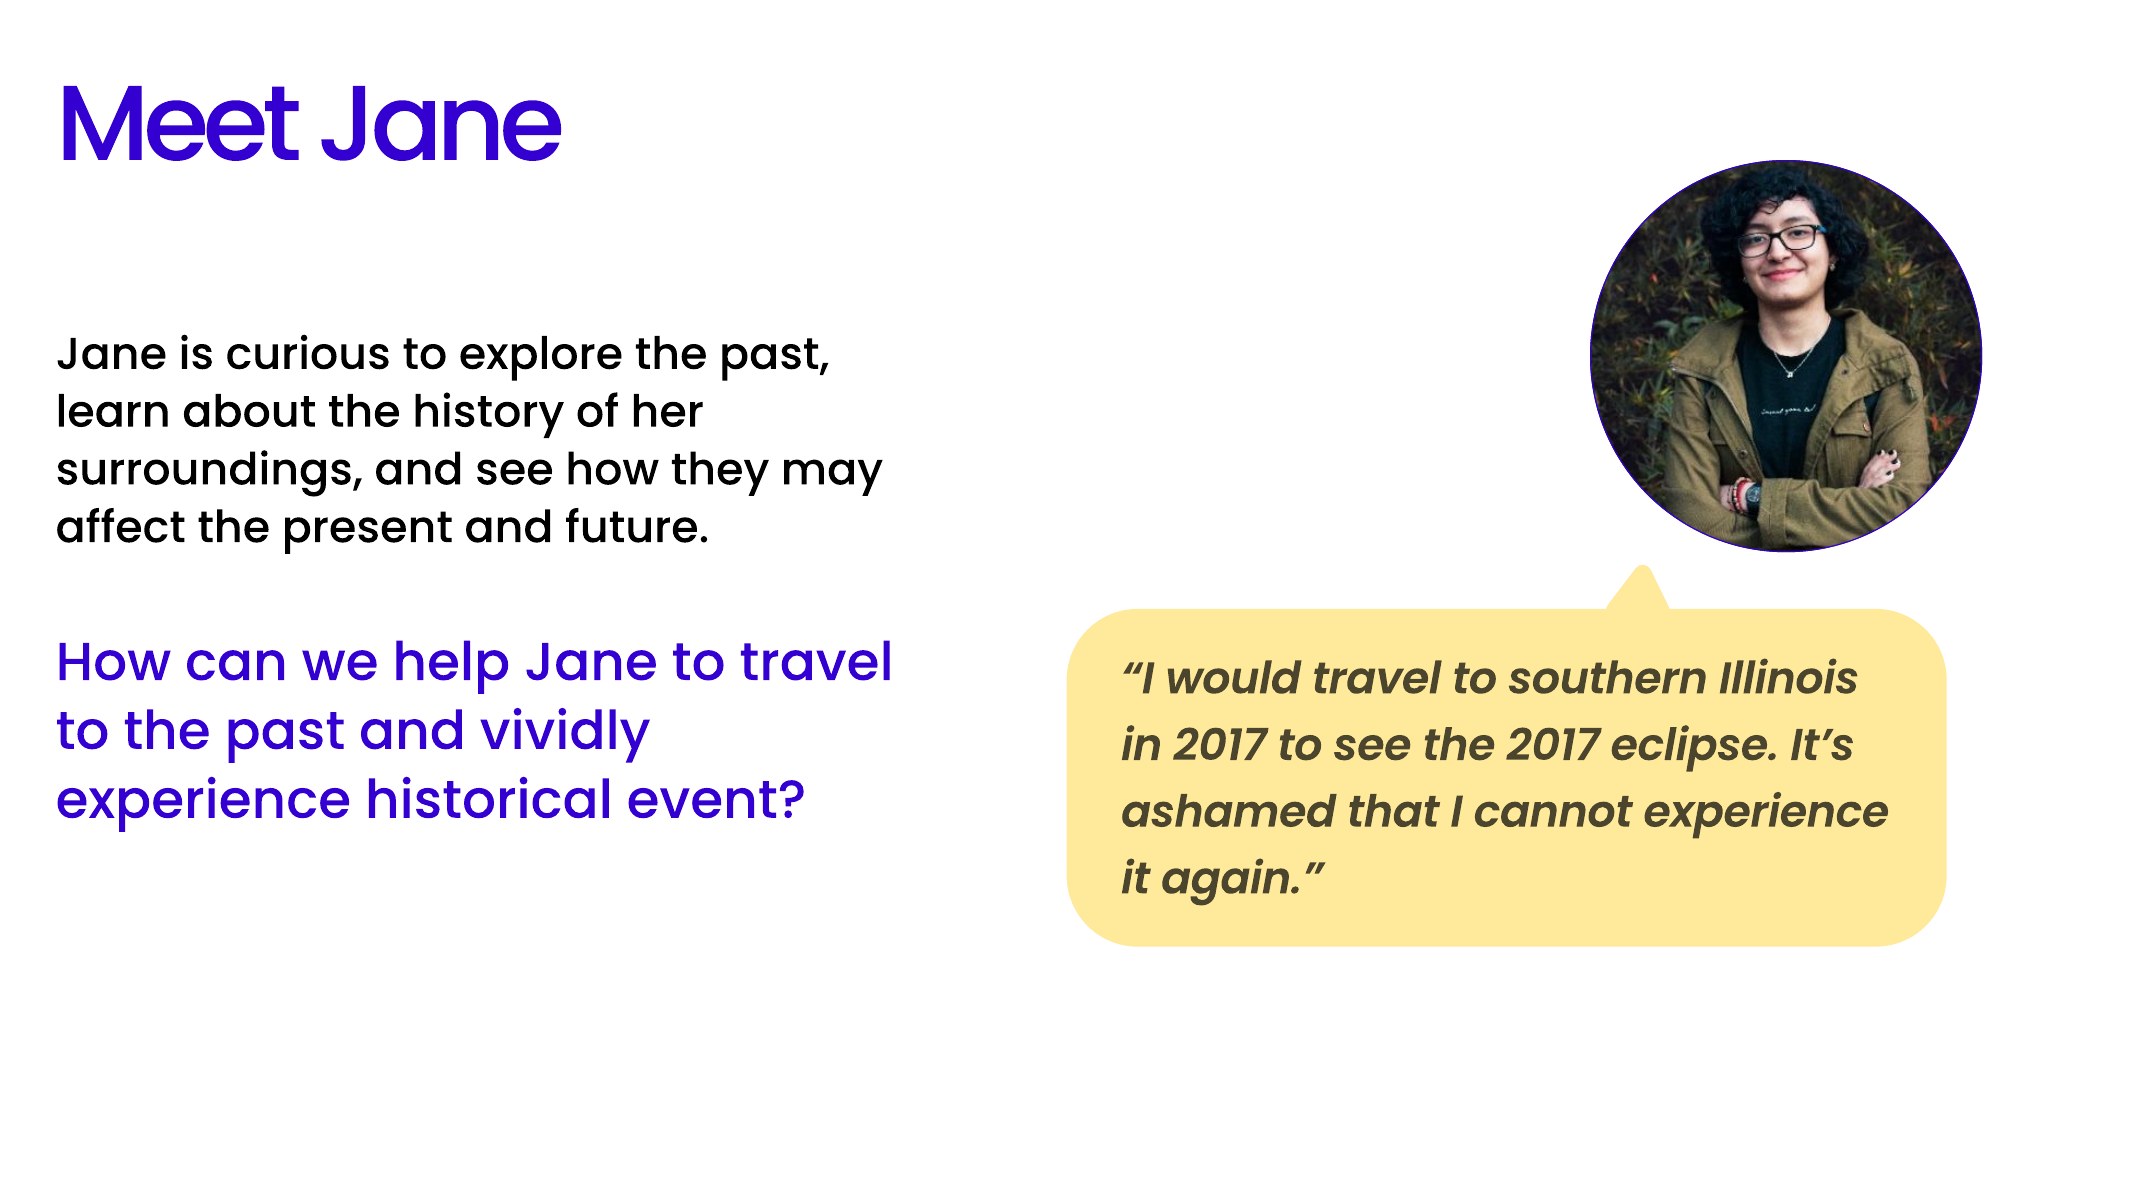 Meet Jane
Jane is curious to explore the past,
learn about the history of her
surroundings, and see how they may
affect the present and future.
How can we help Jane to travel
to the past and vividly
experience historical event?
“I would travel to southern Illinois
in 2017 to see the 2017 eclipse. It’s
ashamed that I cannot experience
it again.”